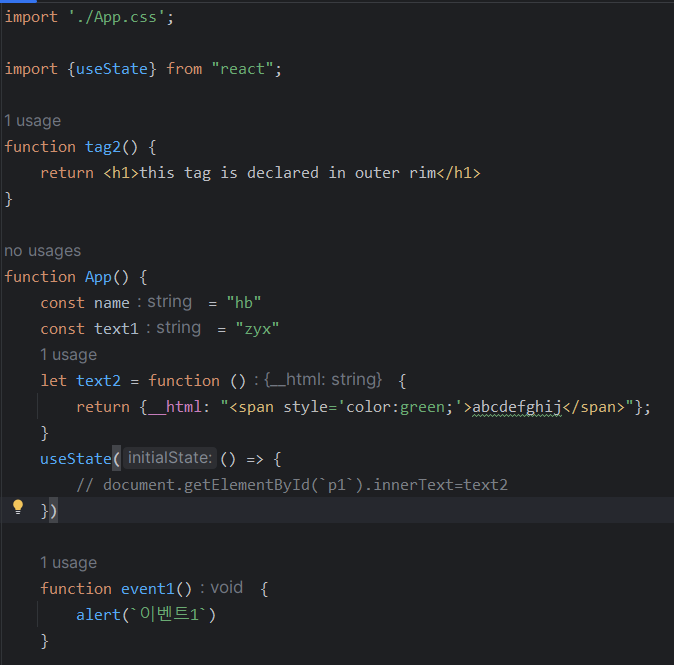 import './App.css';
import {useState} from "react";
1 usage
function tag2() {
return <h1>this tag is declared in outer rim</h1>
}
no usages
function App() {
const name : string = "hb"
const text1 : string = "zyx"
1 usage
let text2 = function () : {__html: string} {
return {__html: "<span style='color:green;'>abcdefghij</span>"};
}
useState( initialState: () => {
// document.getElementById(`p1`).innerText=text2
})
1 usage
function event1() : void {
alert(`이벤트1`)
}